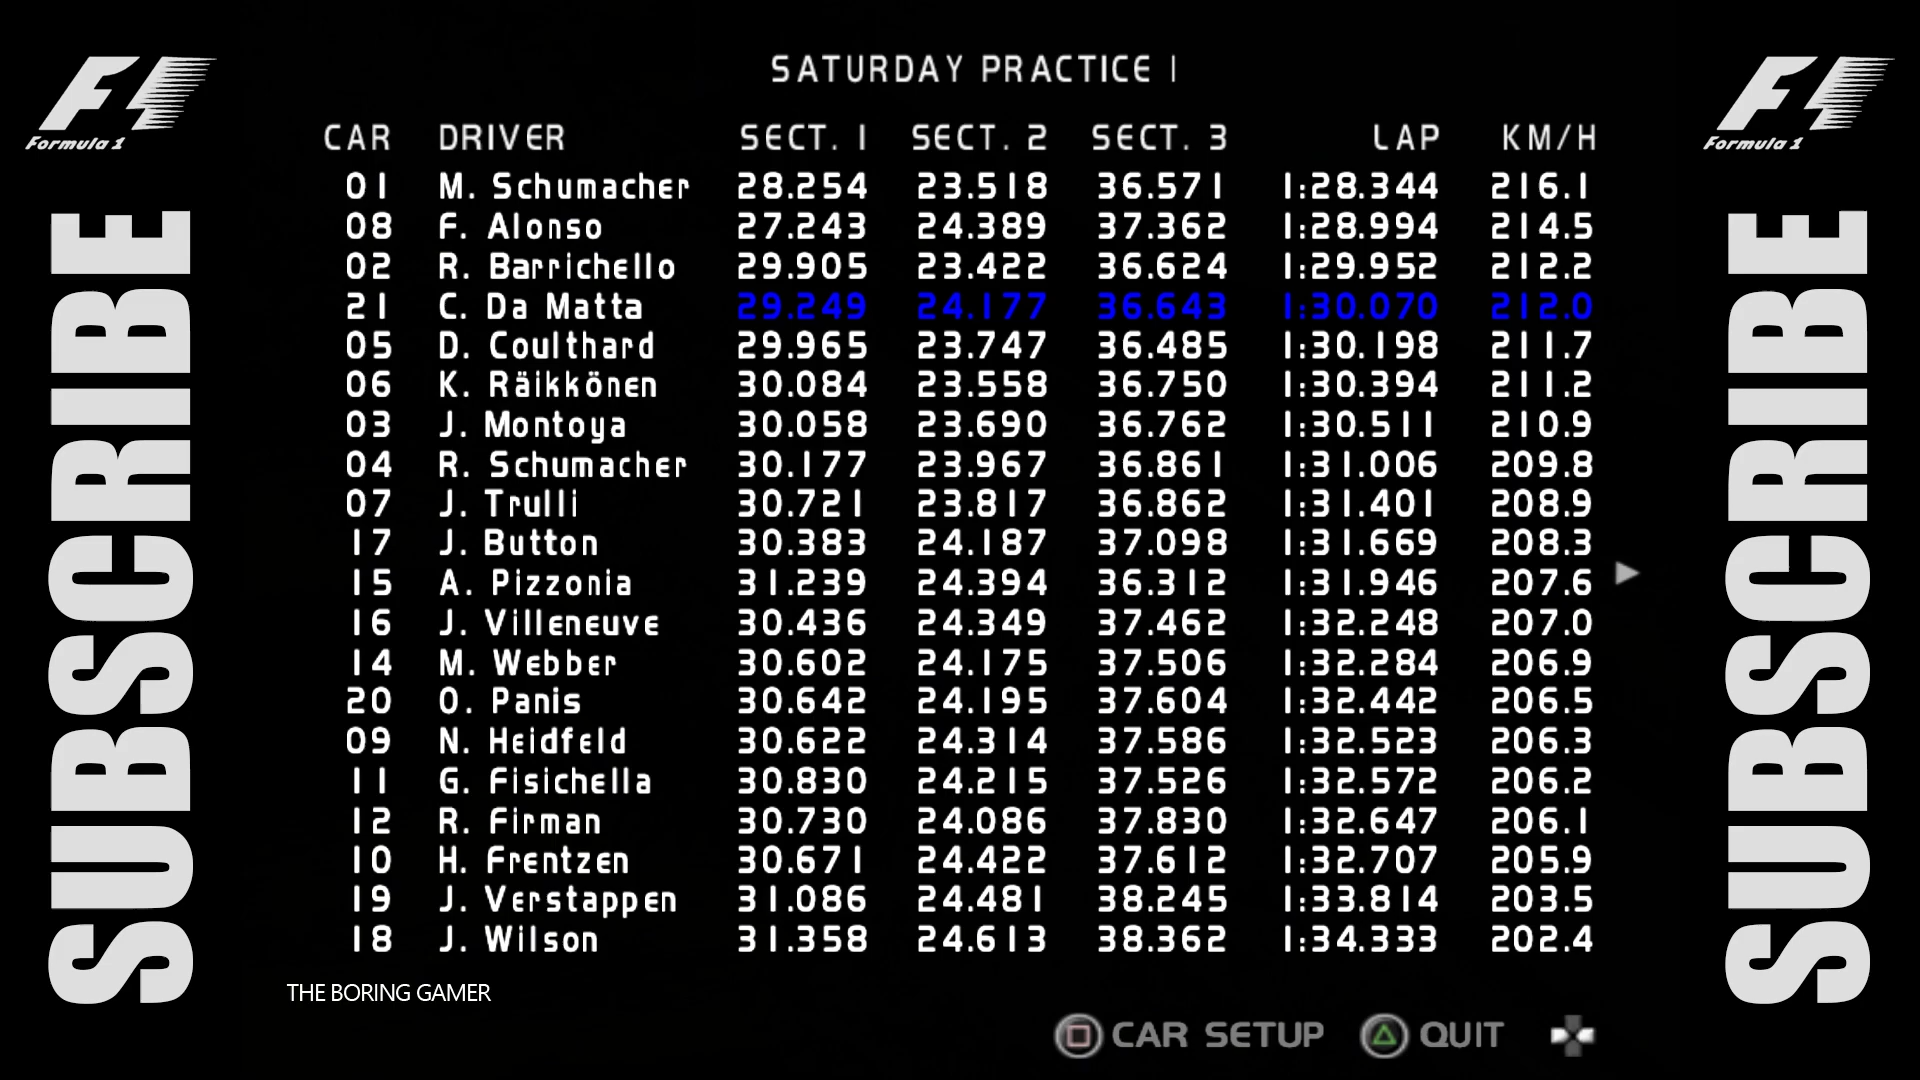 F1
Formula 1
SUBSCRIBE
SATURDAY PRACTICE 1
CAR DRIVER SECT. 1 SECT. 2 SECT. 3 LAP KM/H
01 M. Schumacher 28.254 23.518 36.571 1:28.344 216.1
08 F. Alonso 27.243 24.389 37.362 1:28.994 214.5
02 R. Barrichello 29.905 23.422 36.624 1:29.952 212.2
21 C. Da Matta 29.249 24.177 36.643 1:30.070 212.0
05 D. Coulthard 29.965 23.747 36.485 1:30.198 211.7
06 K. Räikkönen 30.084 23.558 36.750 1:30.394 211.2
03 J. Montoya 30.058 23.690 36.762 1:30.511 210.9
04 R. Schumacher 30.177 23.967 36.861 1:31.006 209.8
07 J. Trulli 30.721 23.817 36.862 1:31.401 208.9
17 J. Button 30.383 24.187 37.098 1:31.669 208.3
15 A. Pizzonia 31.239 24.394 36.312 1:31.946 207.6
16 J. Villeneuve 30.436 24.349 37.462 1:32.248 207.0
14 M. Webber 30.602 24.175 37.506 1:32.284 206.9
20 O. Panis 30.642 24.195 37.604 1:32.442 206.5
09 N. Heidfeld 30.622 24.314 37.586 1:32.523 206.3
11 G. Fisichella 30.830 24.215 37.526 1:32.572 206.2
12 R. Firman 30.730 24.086 37.830 1:32.647 206.1
10 H. Frentzen 30.671 24.422 37.612 1:32.707 205.9
19 J. Verstappen 31.086 24.481 38.245 1:33.814 203.5
18 J. Wilson 31.358 24.613 38.362 1:34.333 202.4
THE BORING GAMER
CAR SETUP QUIT
F1
Formula 1
SUBSCRIBE